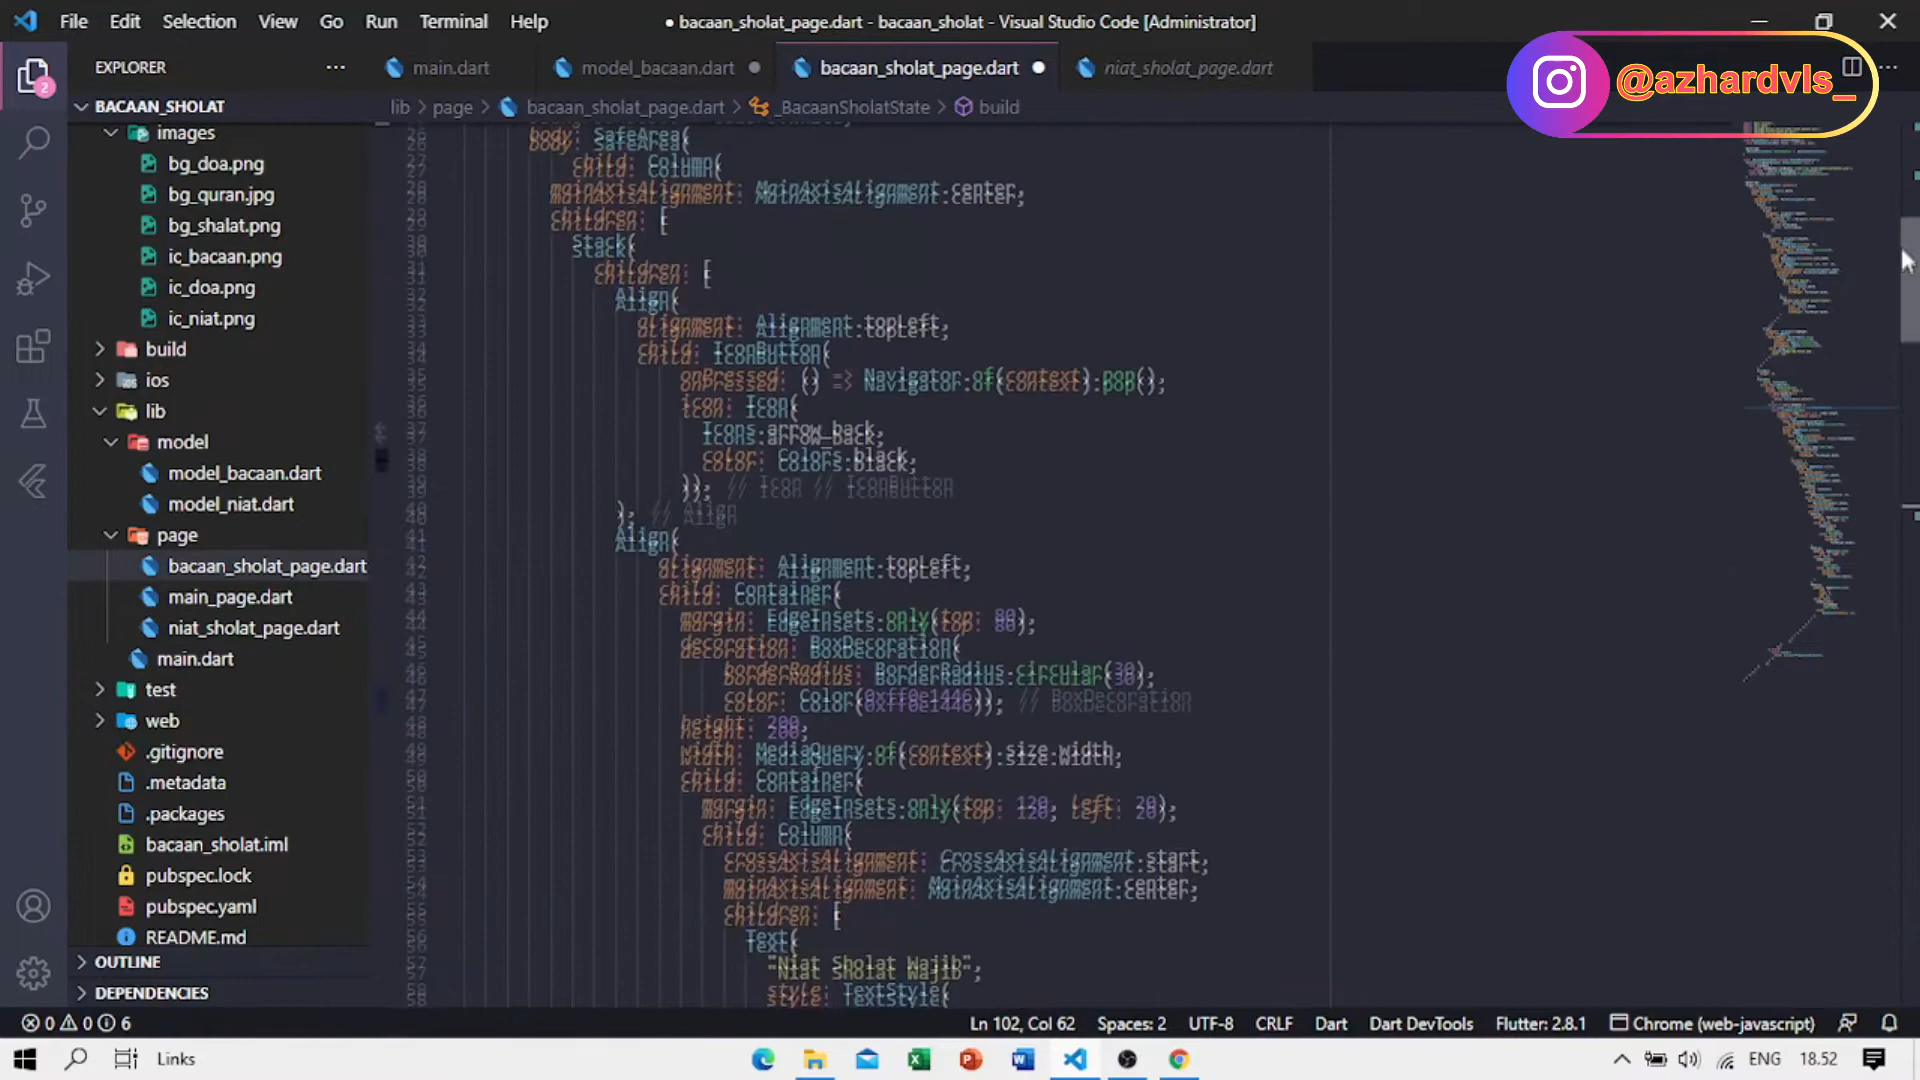 File Edit Selection View Go Run Terminal Help
● bacaan_sholat_page.dart - bacaan_sholat - Visual Studio Code [Administrator]
@azhardvls_
EXPLORER
main.dart
model_bacaan.dart
bacaan_sholat_page.dart
niat_sholat_page.dart
BACAAN_SHOLAT
lib > page > bacaan_sholat_page.dart > _BacaanSholatState > build
images
bg_doa.png
bg_quran.jpg
bg_shalat.png
ic_bacaan.png
ic_doa.png
ic_niat.png
build
ios
lib
model
model_bacaan.dart
model_niat.dart
page
bacaan_sholat_page.dart
main_page.dart
niat_sholat_page.dart
main.dart
test
web
.gitignore
.metadata
.packages
bacaan_sholat.iml
pubspec.lock
pubspec.yaml
README.md
OUTLINE
DEPENDENCIES
2
body: SafeArea(
child: Column(
mainAxisAlignment: MainAxisAlignment.center,
children: [
Stack(
children: [
Align(
alignment: Alignment.topLeft,
child: IconButton(
onPressed: () => Navigator.of(context).pop(),
icon: Icon(
Icons.arrow_back,
color: Colors.black,
)), // Icon // IconButton
), // Align
Align(
alignment: Alignment.topLeft,
child: Container(
margin: EdgeInsets.only(top: 80),
decoration: BoxDecoration(
borderRadius: BorderRadius.circular(30),
color: Color(0xff0e1446)), // BoxDecoration
height: 200,
width: MediaQuery.of(context).size.width,
child: Container(
margin: EdgeInsets.only(top: 120, left: 20),
child: Column(
crossAxisAlignment: CrossAxisAlignment.start,
mainAxisAlignment: MainAxisAlignment.center,
children: [
Text(
"Niat Sholat Wajib",
style: TextStyle(
0 0 6
Ln 102, Col 62 Spaces: 2 UTF-8 CRLF Dart Dart DevTools Flutter: 2.8.1 Chrome (web-javascript)
Links
ENG 18.52